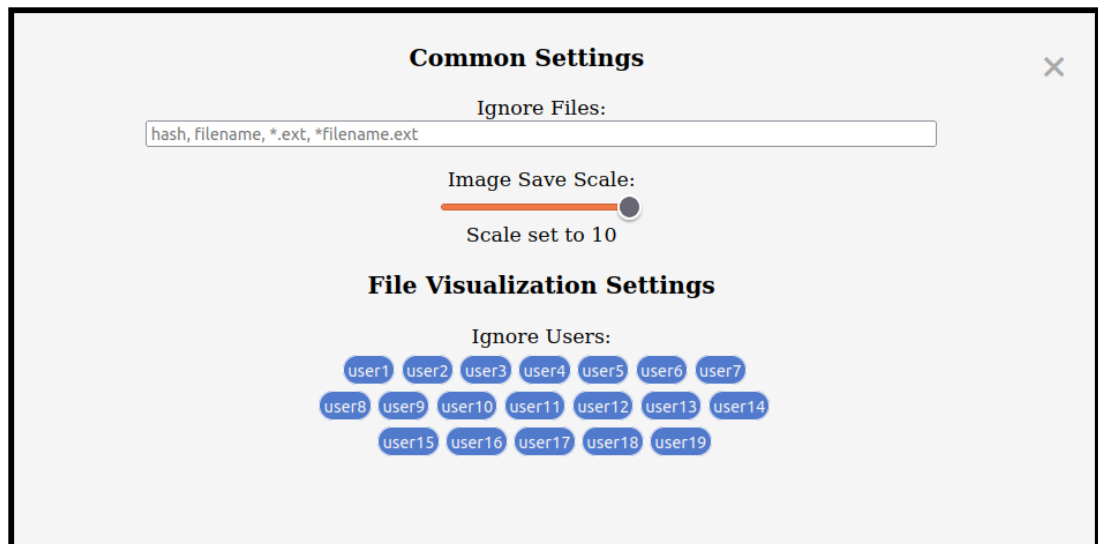 Common Settings
×
Ignore Files:
hash, filename, *.ext, *filename.ext
Image Save Scale:
Scale set to 10
File Visualization Settings
Ignore Users:
user1 user2 user3 user4 user5 user6 user7
user8 user9 user10 user11 user12 user13 user14
user15 user16 user17 user18 user19